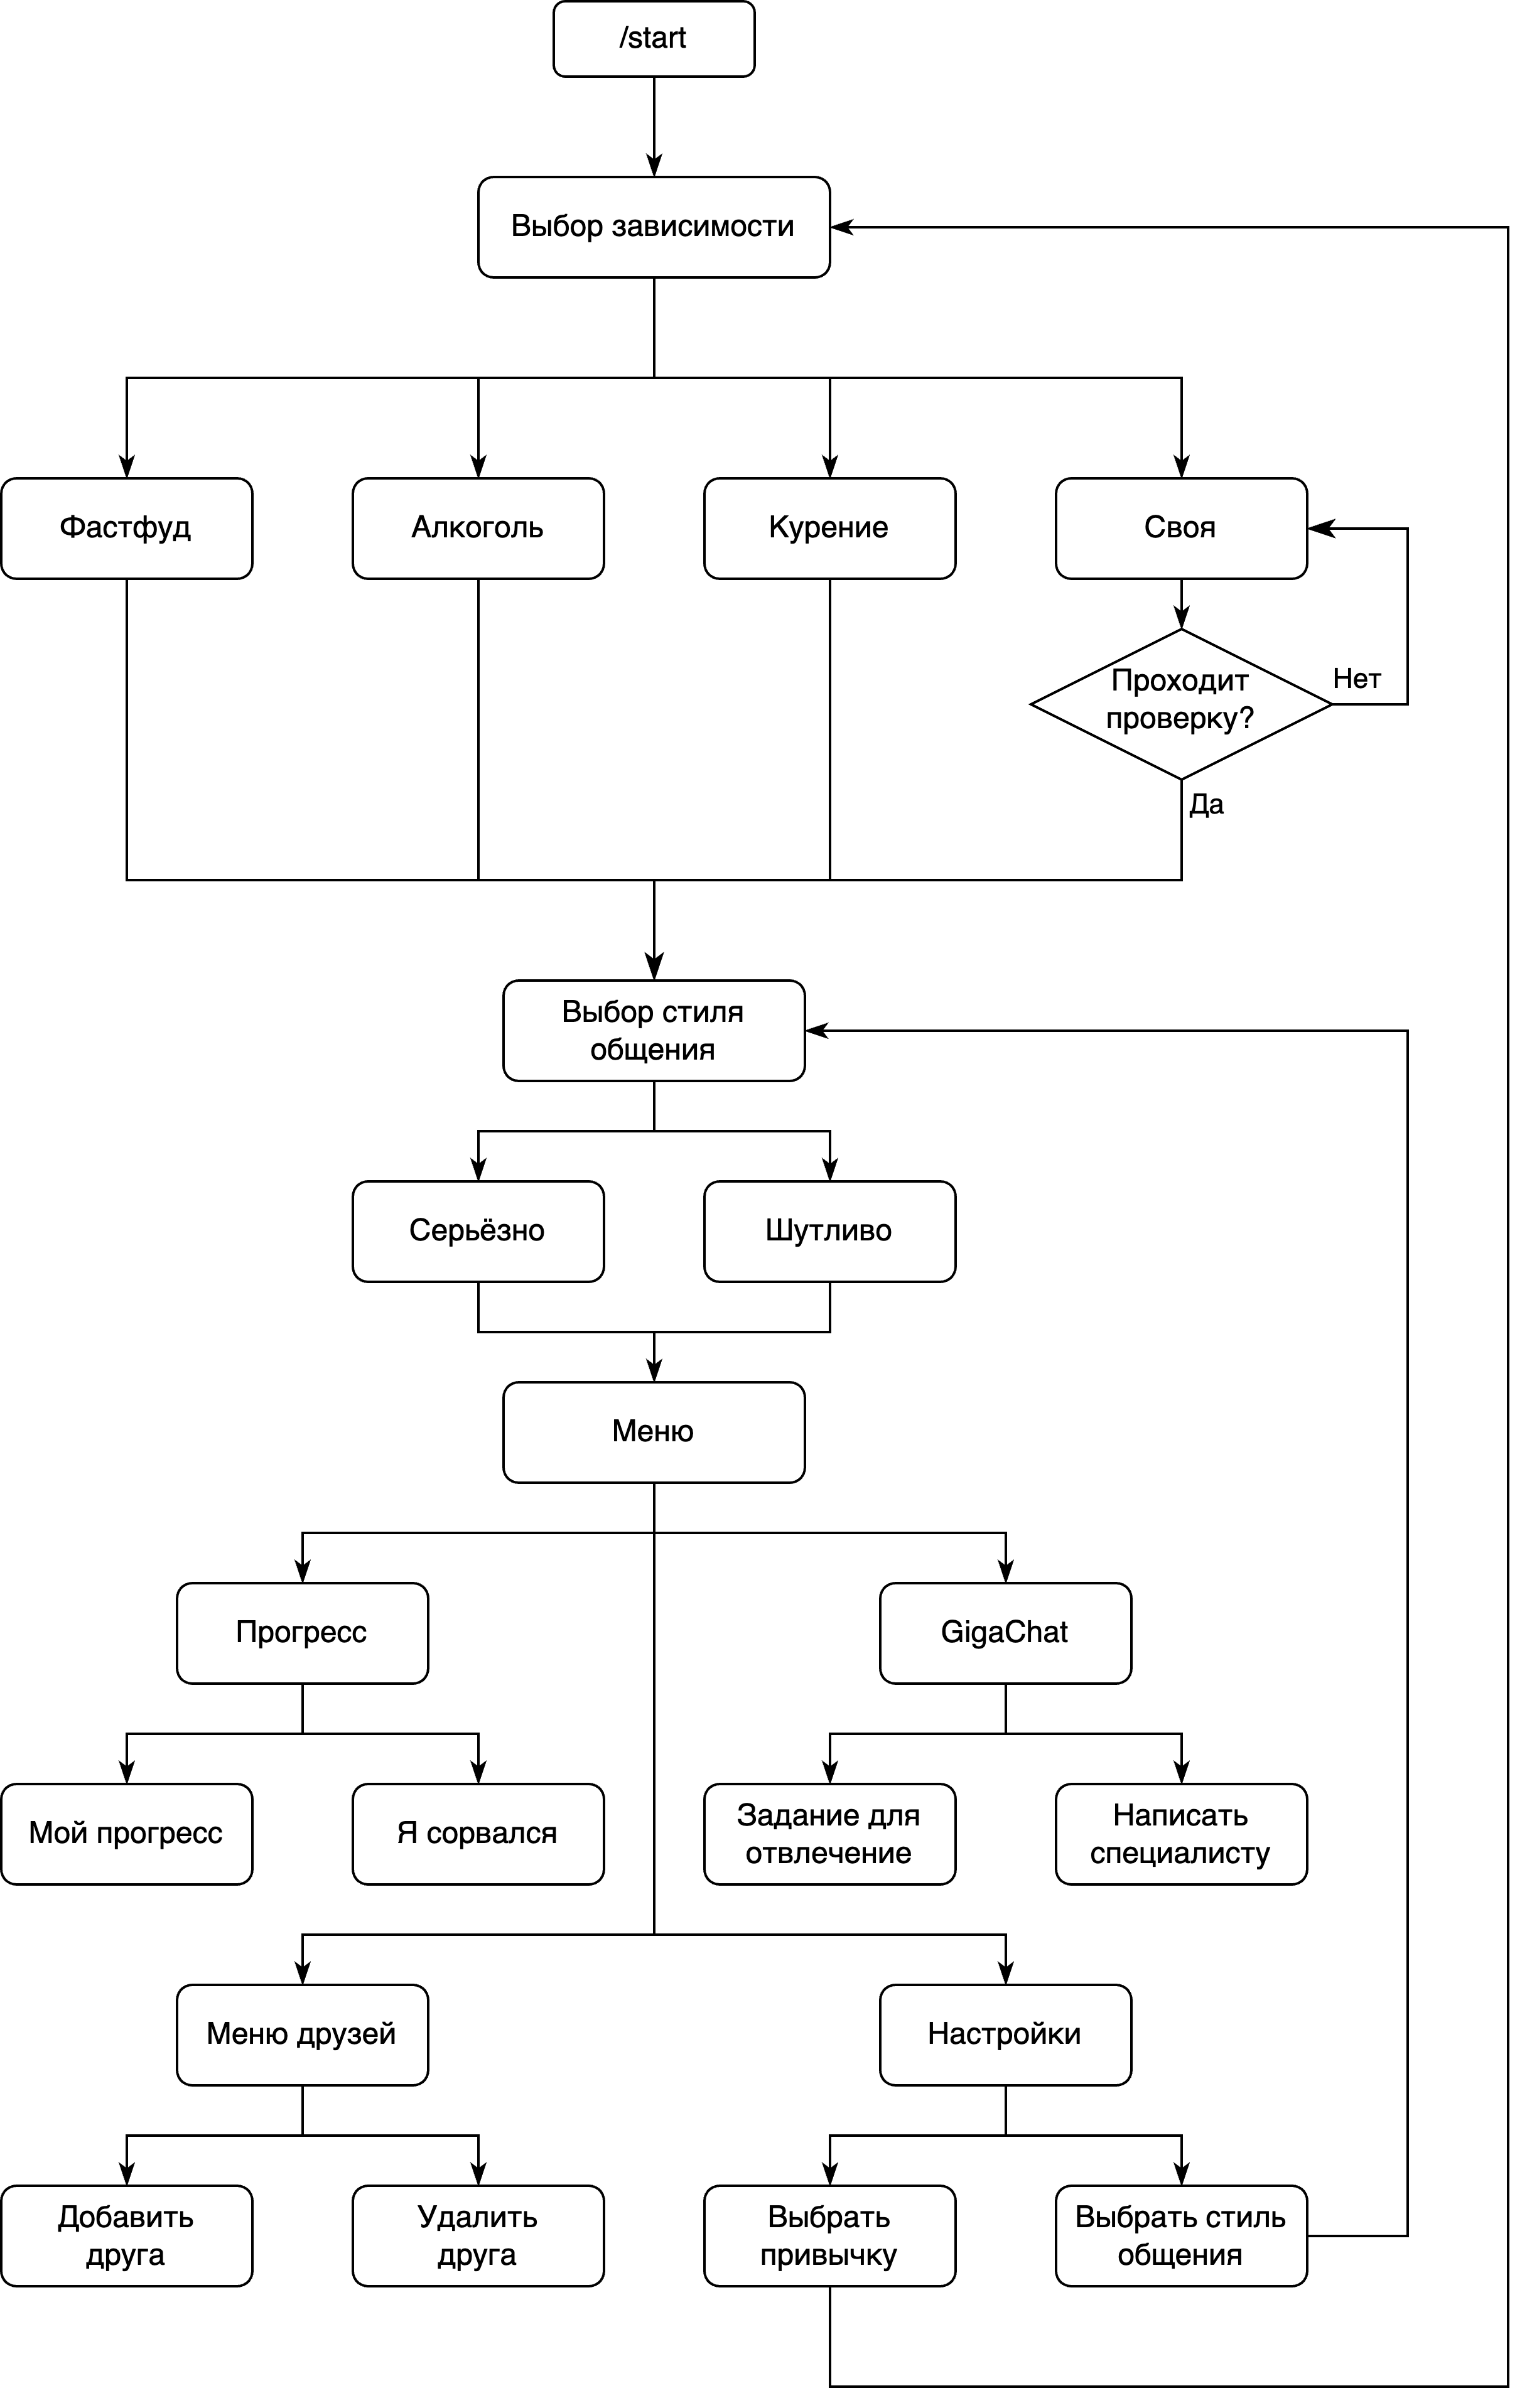 /start
Выбор зависимости
Фастфуд
Алкоголь
Курение
Своя
Проходит
проверку?
Нет
Да
Выбор стиля
общения
Серьёзно
Шутливо
Меню
Прогресс
GigaChat
Мой прогресс
Я сорвался
Задание для
отвлечение
Написать
специалисту
Меню друзей
Настройки
Добавить
друга
Удалить
друга
Выбрать
привычку
Выбрать стиль
общения